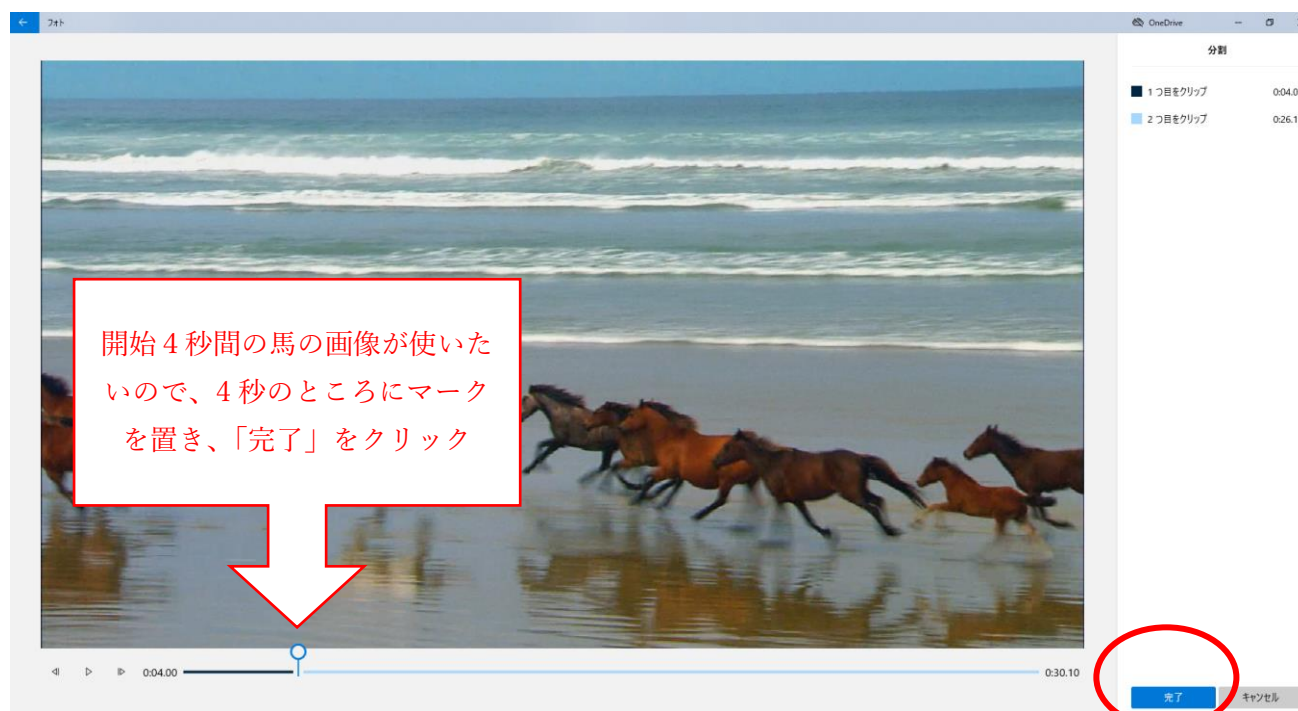 フォト
OneDrive
分割
1 つ目をクリップ 0:04.0
2 つ目をクリップ 0:26.1
開始４秒間の馬の画像が使いた
いので、４秒のところにマーク
を置き、「完了」をクリック
0:04.00
0:30.10
完了 キャンセル